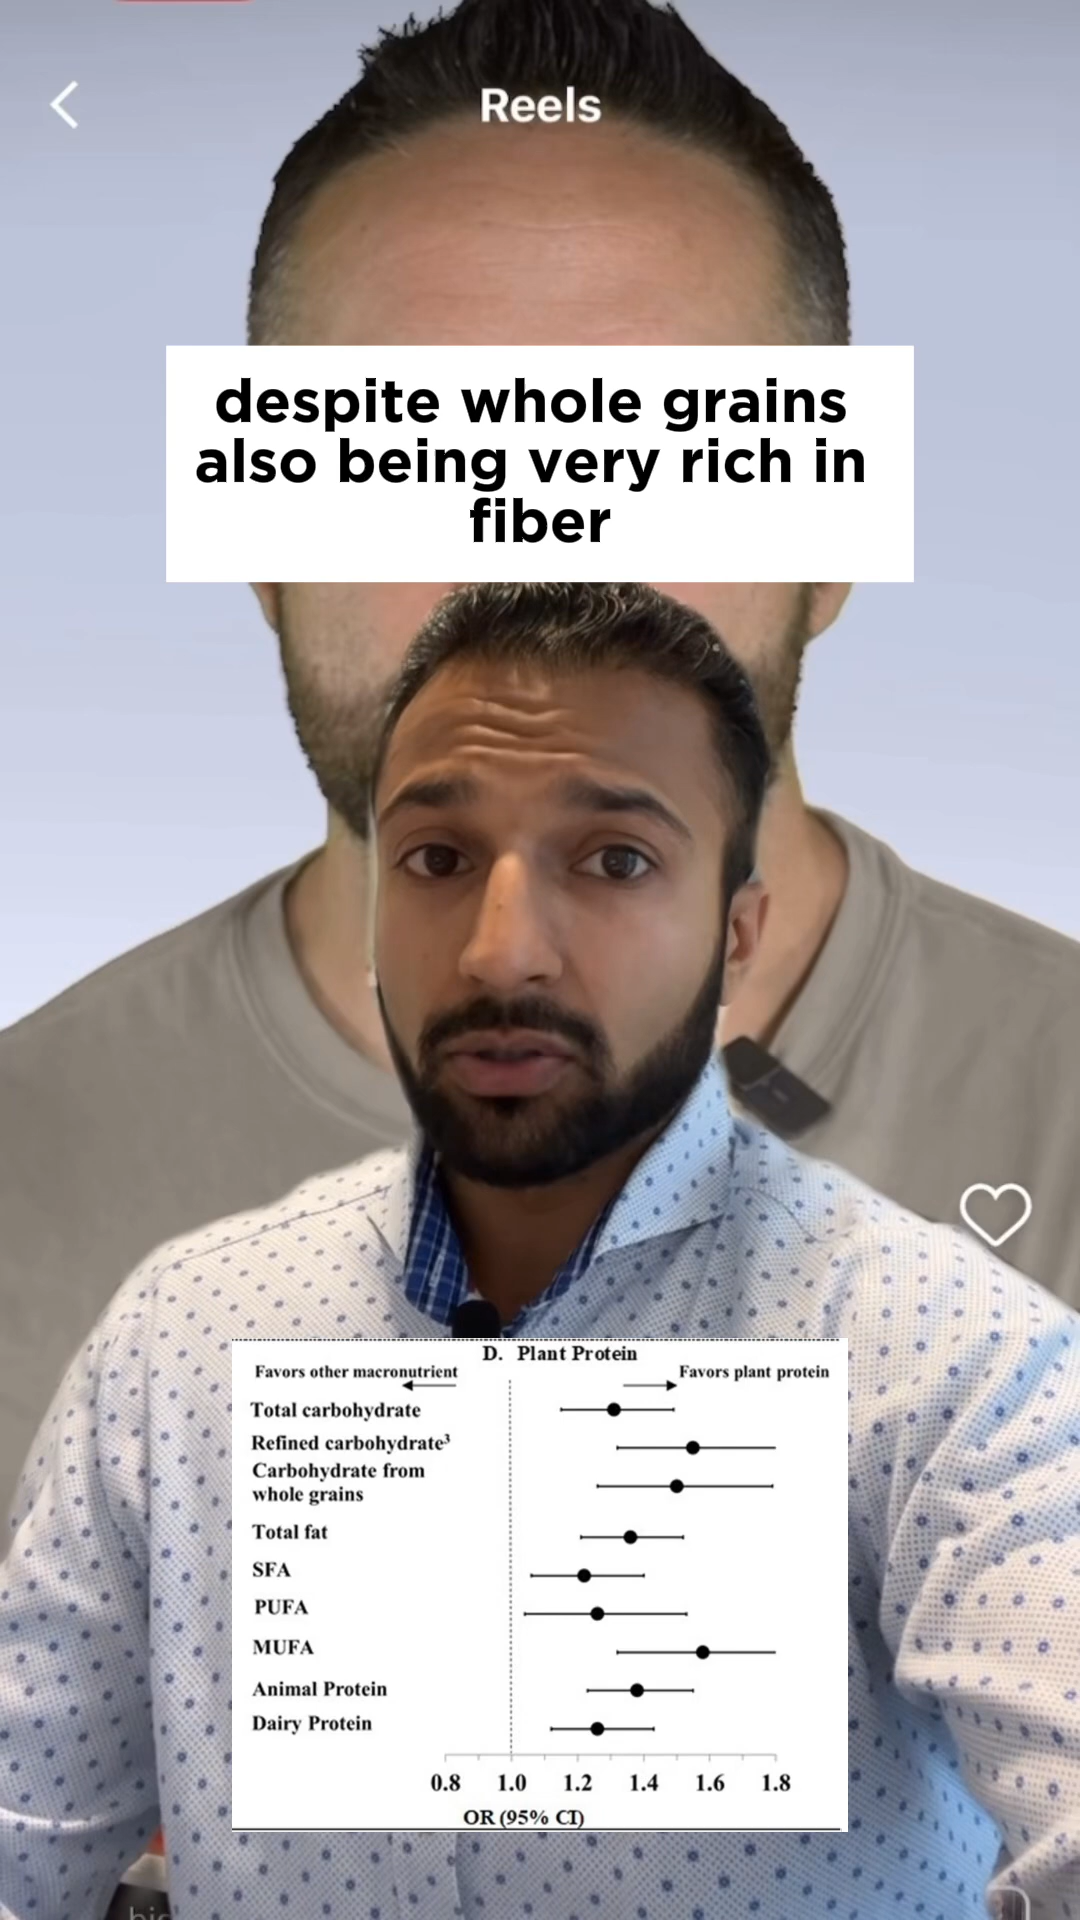 Reels
despite whole grains
also being very rich in
fiber
D. Plant Protein
Favors other macronutrient
Favors plant protein
Total carbohydrate
Refined carbohydrate³
Carbohydrate from
whole grains
Total fat
SFA
PUFA
MUFA
Animal Protein
Dairy Protein
0.8 1.0 1.2 1.4 1.6 1.8
OR (95% CI)